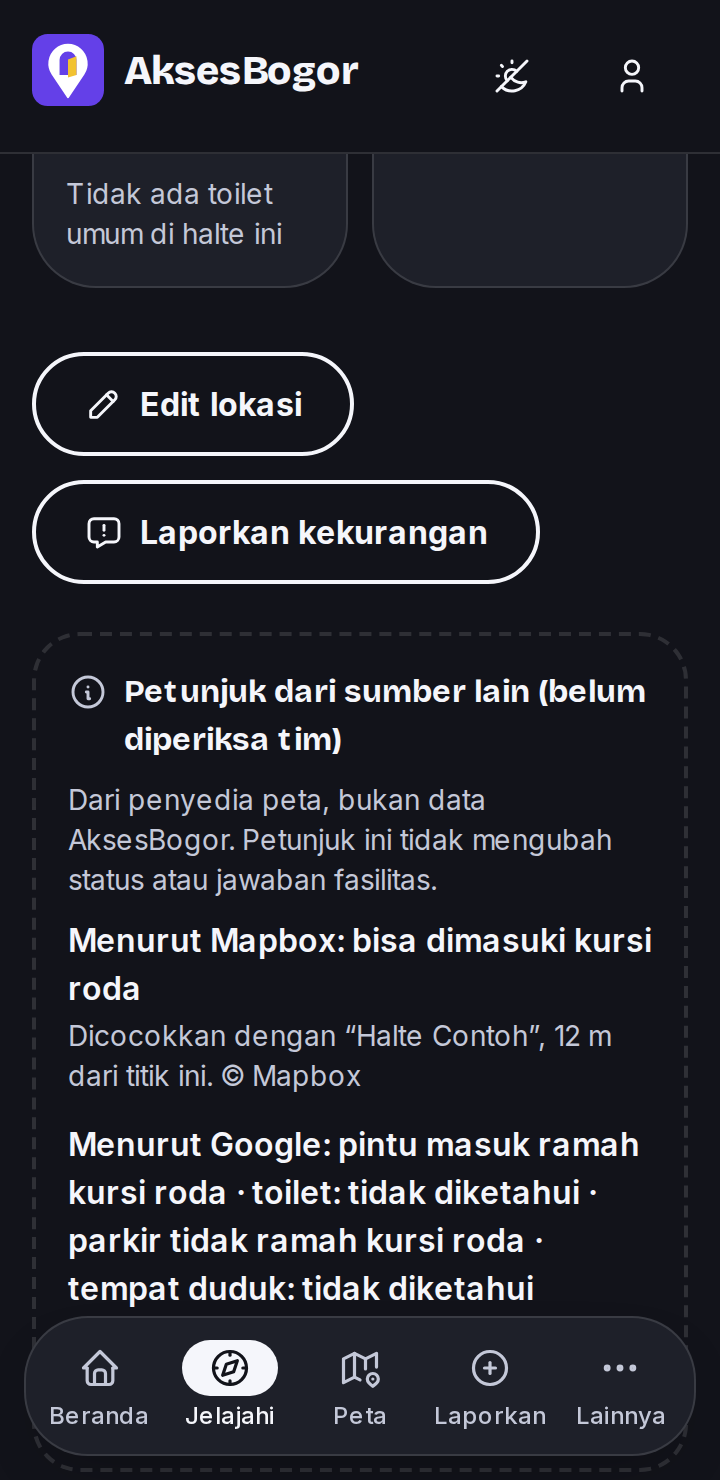 AksesBogor
Tidak ada toilet
umum di halte ini
Edit lokasi
Laporkan kekurangan
Petunjuk dari sumber lain (belum
diperiksa tim)
Dari penyedia peta, bukan data
AksesBogor. Petunjuk ini tidak mengubah
status atau jawaban fasilitas.
Menurut Mapbox: bisa dimasuki kursi
roda
Dicocokkan dengan “Halte Contoh”, 12 m
dari titik ini. © Mapbox
Menurut Google: pintu masuk ramah
kursi roda · toilet: tidak diketahui ·
parkir tidak ramah kursi roda ·
tempat duduk: tidak diketahui
Beranda Jelajahi Peta Laporkan Lainnya